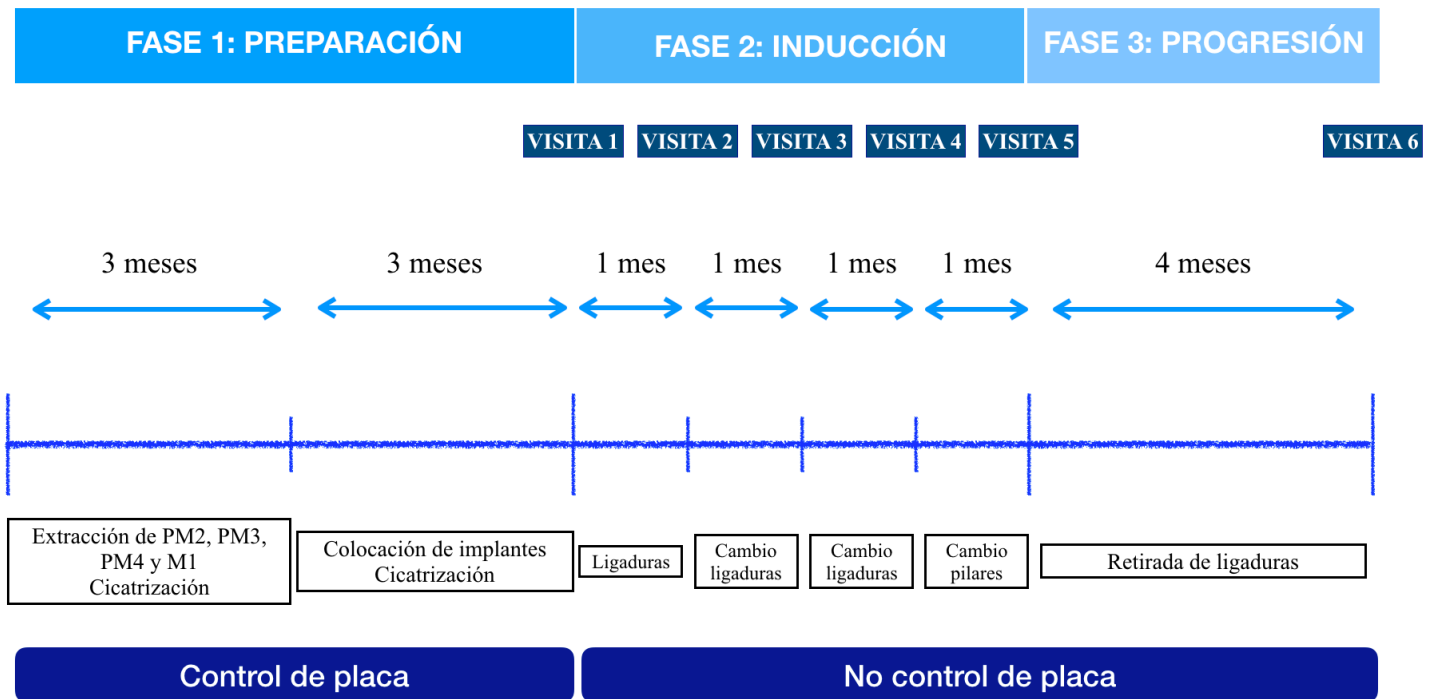 FASE 1: PREPARACIÓN
FASE 2: INDUCCIÓN
FASE 3: PROGRESIÓN
VISITA 1
VISITA 2
VISITA 3
VISITA 4
VISITA 5
VISITA 6
3 meses
3 meses
1 mes
1 mes
1 mes
1 mes
4 meses
Extracción de PM2, PM3,
PM4 y M1
Cicatrización
Colocación de implantes
Cicatrización
Ligaduras
Cambio
ligaduras
Cambio
ligaduras
Cambio
pilares
Retirada de ligaduras
Control de placa
No control de placa